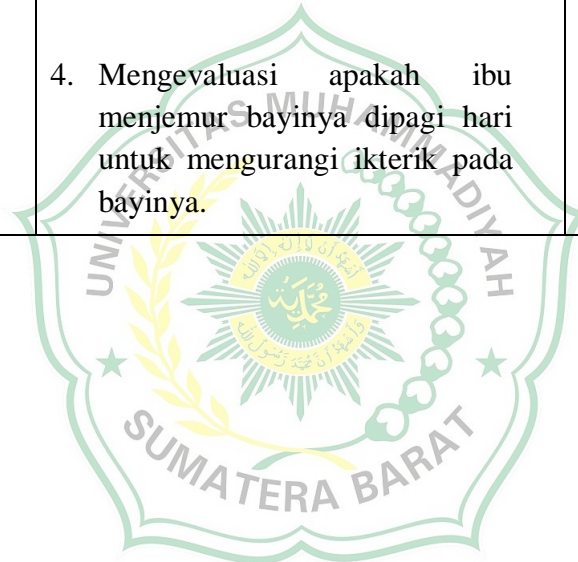 4. Mengevaluasi apakah ibu
menjemur bayinya dipagi hari
untuk mengurangi ikterik pada
bayinya.
UNIVERSITAS MUHAMMADIYAH
SUMATERA BARAT